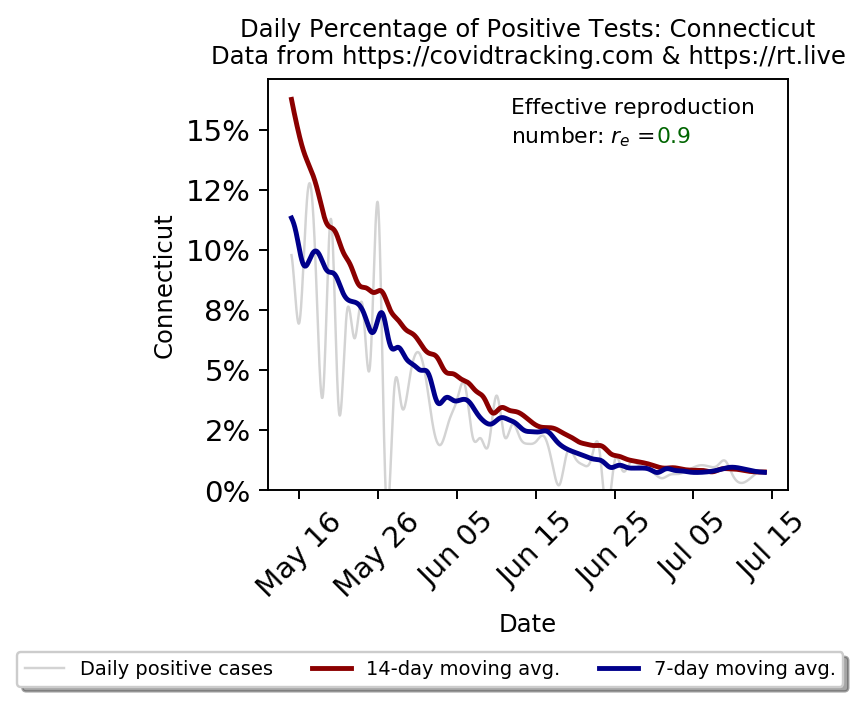 Daily Percentage of Positive Tests: Connecticut
Data from https://covidtracking.com & https://rt.live
Effective reproduction
number: rₑ =0.9
15%
12%
10%
8%
5%
2%
0%
Connecticut
May 16
May 26
Jun 05
Jun 15
Jun 25
Jul 05
Jul 15
Date
Daily positive cases
14-day moving avg.
7-day moving avg.